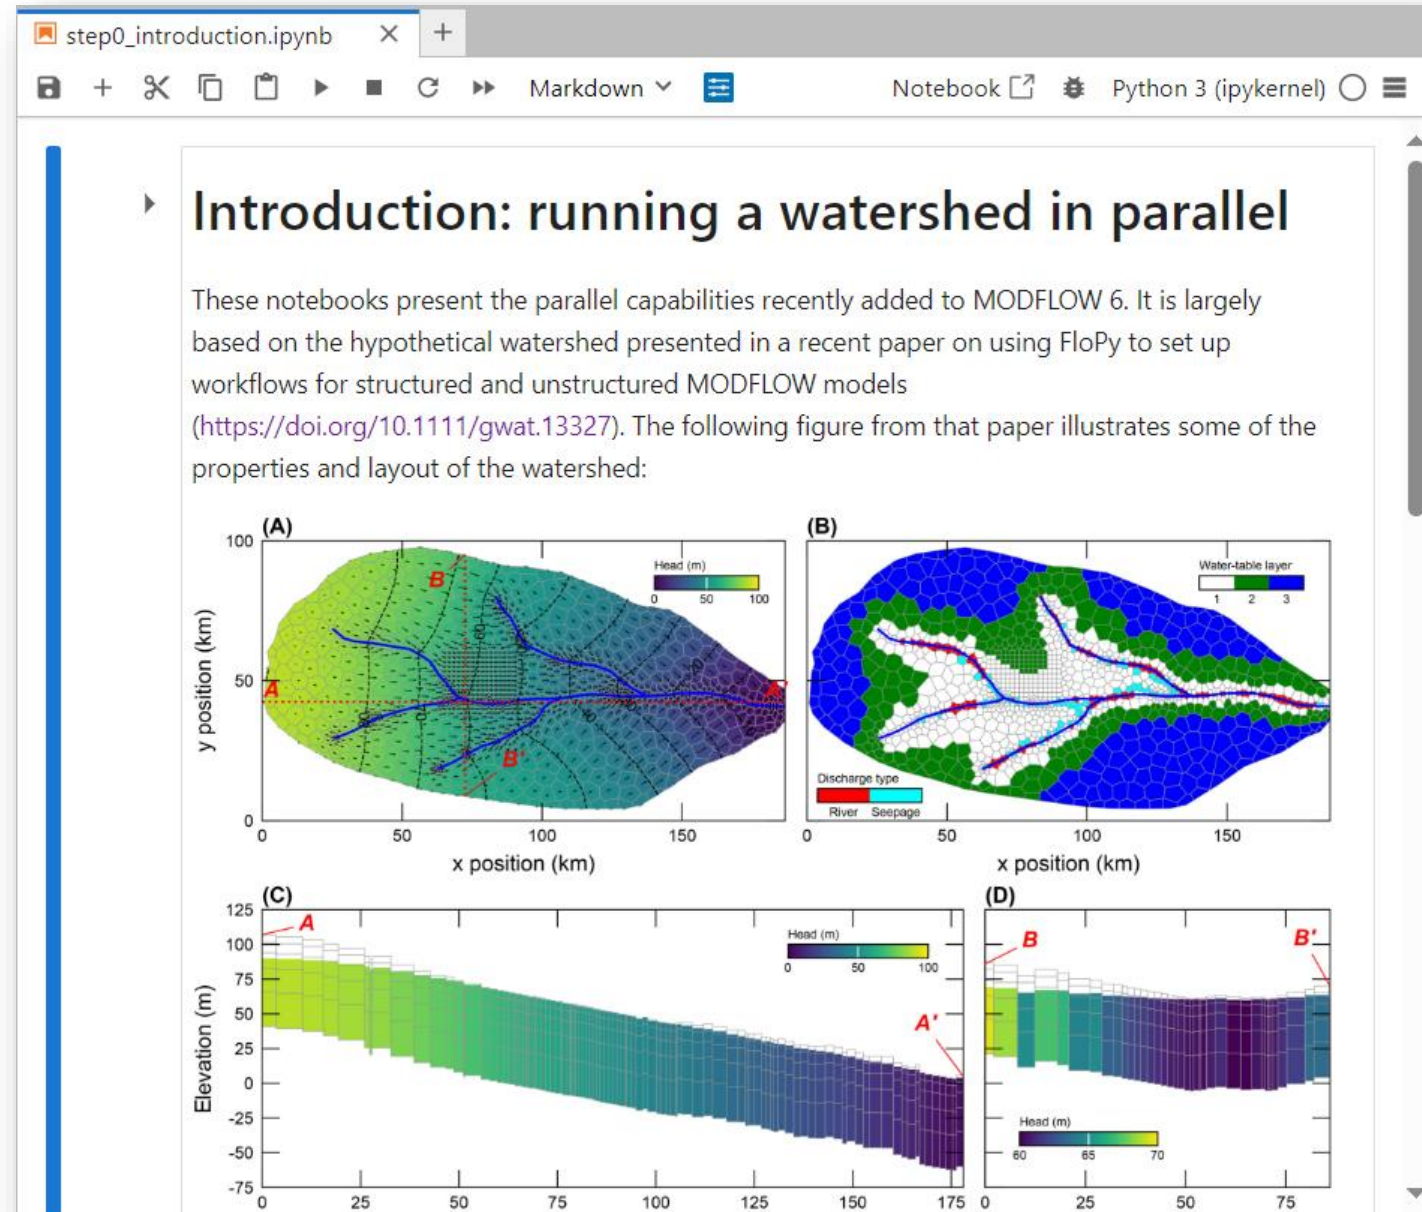 step0_introduction.ipynb
Markdown
Notebook
Python 3 (ipykernel)
Introduction: running a watershed in parallel
These notebooks present the parallel capabilities recently added to MODFLOW 6. It is largely
based on the hypothetical watershed presented in a recent paper on using FloPy to set up
workflows for structured and unstructured MODFLOW models
(https://doi.org/10.1111/gwat.13327). The following figure from that paper illustrates some of the
properties and layout of the watershed:
(A)
100
50
0
y position (km)
B
A
A'
B'
Head (m)
0 50 100
0 50 100 150
x position (km)
(B)
Water-table layer
1 2 3
Discharge type
River Seepage
0 50 100 150
x position (km)
(C)
125
100
75
50
25
0
-25
-50
-75
Elevation (m)
A
Head (m)
0 50 100
A'
0 25 50 75 100 125 150 175
(D)
B
B'
Head (m)
60 65 70
0 25 50 75